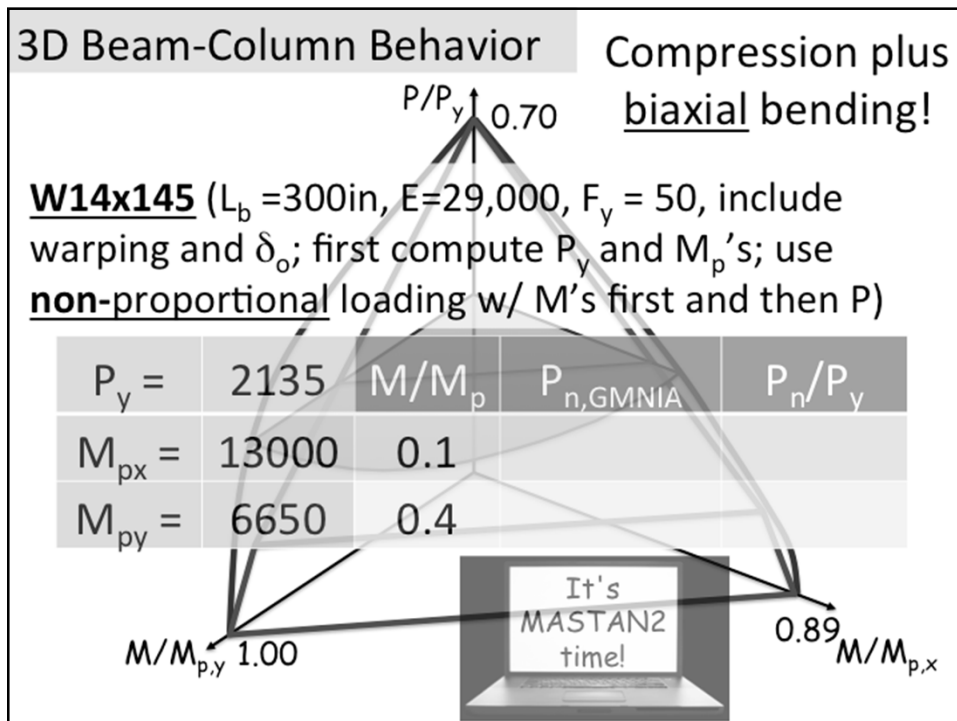 3D Beam-Column Behavior
Compression plus
biaxial bending!
P/Py
0.70
W14x145 (Lb =300in, E=29,000, Fy = 50, include
warping and δo; first compute Py and Mp's; use
non-proportional loading w/ M's first and then P)
Py = 2135 M/Mp Pn,GMNIA Pn/Py
Mpx = 13000 0.1
Mpy = 6650 0.4
It's
MASTAN2
time!
M/Mp,y 1.00
0.89 M/Mp,x